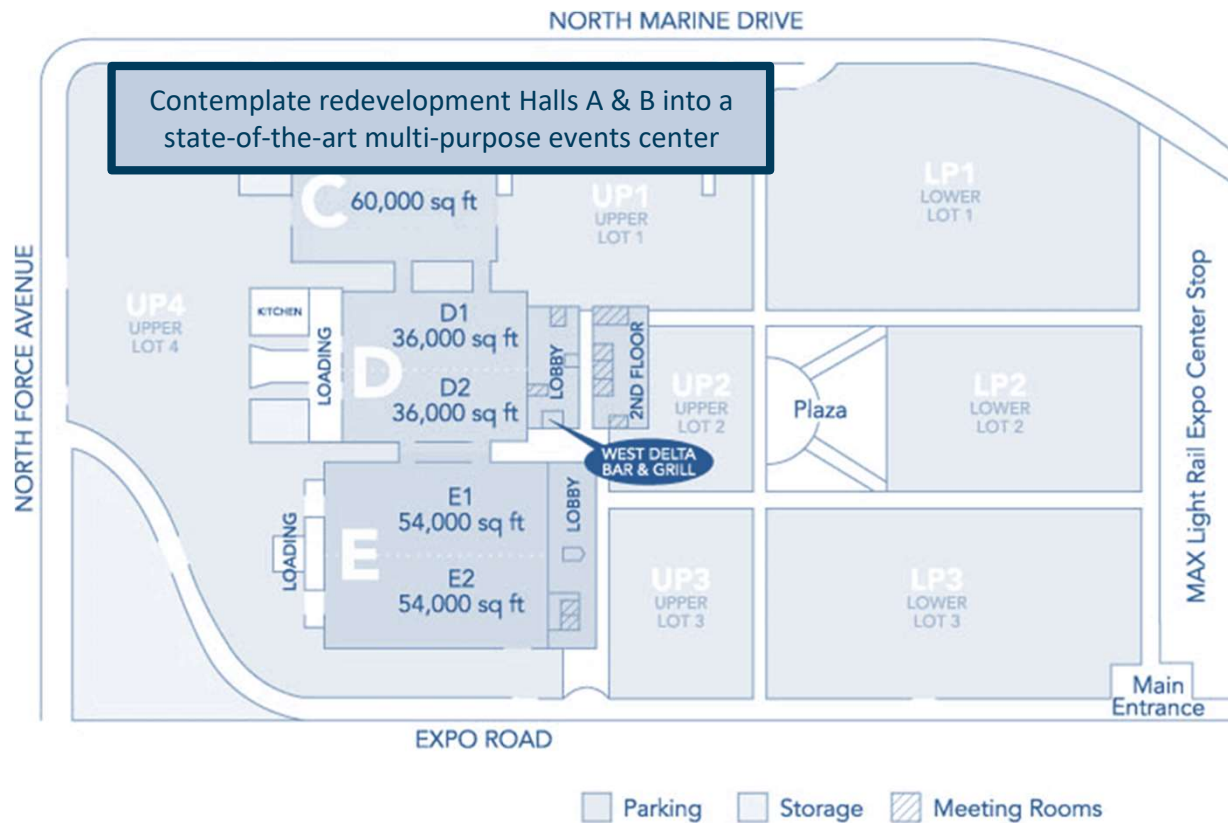 NORTH MARINE DRIVE
Contemplate redevelopment Halls A & B into a
state-of-the-art multi-purpose events center
C
60,000 sq ft
UP1
UPPER
LOT 1
LP1
LOWER
LOT 1
NORTH FORCE AVENUE
UP4
UPPER
LOT 4
KITCHEN
LOADING
D
D1
36,000 sq ft
D2
36,000 sq ft
LOBBY
2ND FLOOR
UP2
UPPER
LOT 2
Plaza
LP2
LOWER
LOT 2
MAX Light Rail Expo Center Stop
WEST DELTA
BAR & GRILL
LOADING
E
E1
54,000 sq ft
E2
54,000 sq ft
LOBBY
UP3
UPPER
LOT 3
LP3
LOWER
LOT 3
Main
Entrance
EXPO ROAD
Parking
Storage
Meeting Rooms